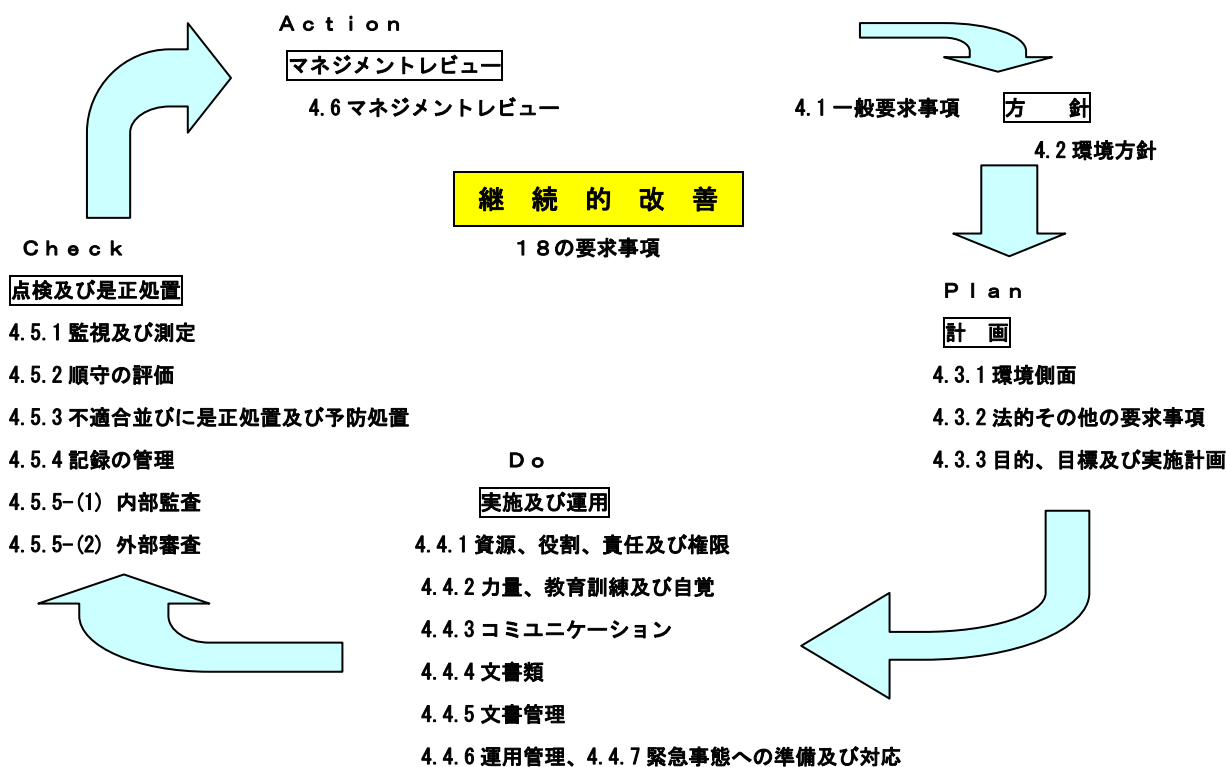 Ａｃｔｉｏｎ
マネジメントレビュー
4.6 マネジメントレビュー
4.1 一般要求事項
方　　針
4.2 環境方針
継　続　的　改　善
１８の要求事項
Ｐｌａｎ
計　画
4.3.1 環境側面
4.3.2 法的その他の要求事項
4.3.3 目的、目標及び実施計画
Ｄｏ
実施及び運用
4.4.1 資源、役割、責任及び権限
4.4.2 力量、教育訓練及び自覚
4.4.3 コミユニケーション
4.4.4 文書類
4.4.5 文書管理
4.4.6 運用管理、4.4.7 緊急事態への準備及び対応
Ｃｈｅｃｋ
点検及び是正処置
4.5.1 監視及び測定
4.5.2 順守の評価
4.5.3 不適合並びに是正処置及び予防処置
4.5.4 記録の管理
4.5.5-(1) 内部監査
4.5.5-(2) 外部審査